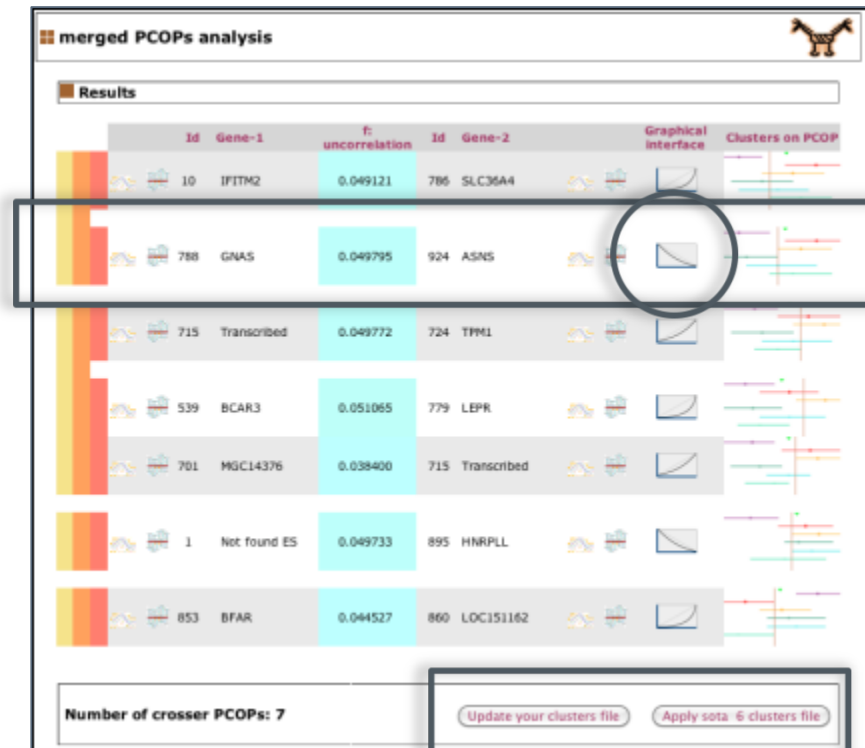 merged PCOPs analysis
Results
Id Gene-1 f: uncorrelation Id Gene-2 Graphical interface Clusters on PCOP
10 IFITM2 0.049121 786 SLC36A4
788 GNAS 0.049795 924 ASNS
715 Transcribed 0.049772 724 TPM1
539 BCAR3 0.051065 779 LEPR
701 MGC14376 0.038400 715 Transcribed
1 Not found ES 0.049733 895 HNRPLL
853 BFAR 0.044527 860 LOC151162
Number of crosser PCOPs: 7 Update your clusters file Apply sota 6 clusters file